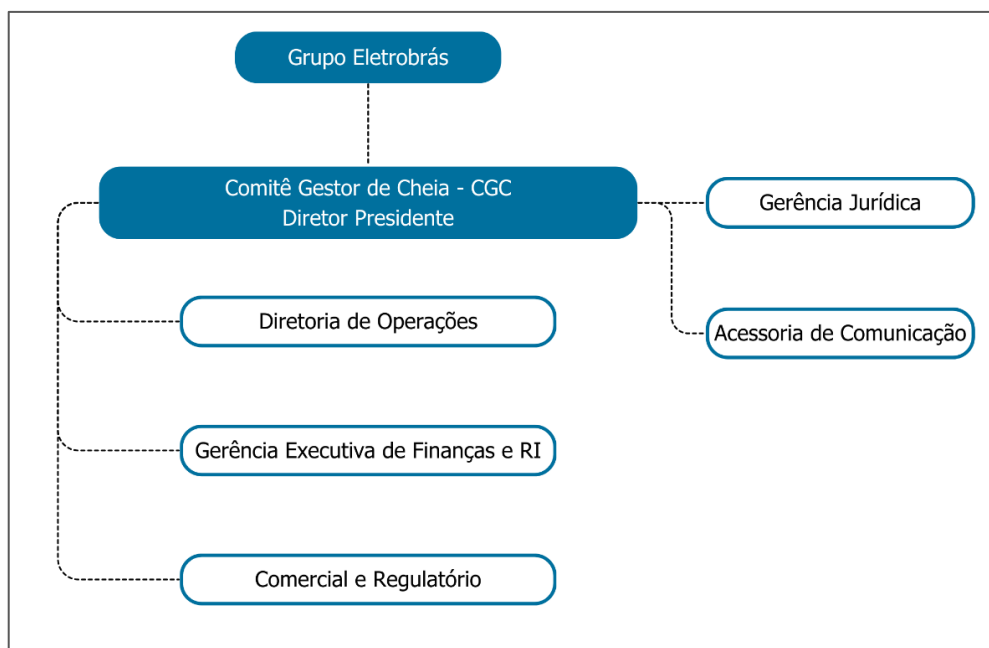 Grupo Eletrobrás
Comitê Gestor de Cheia - CGC
Diretor Presidente
Gerência Jurídica
Diretoria de Operações
Acessoria de Comunicação
Gerência Executiva de Finanças e RI
Comercial e Regulatório